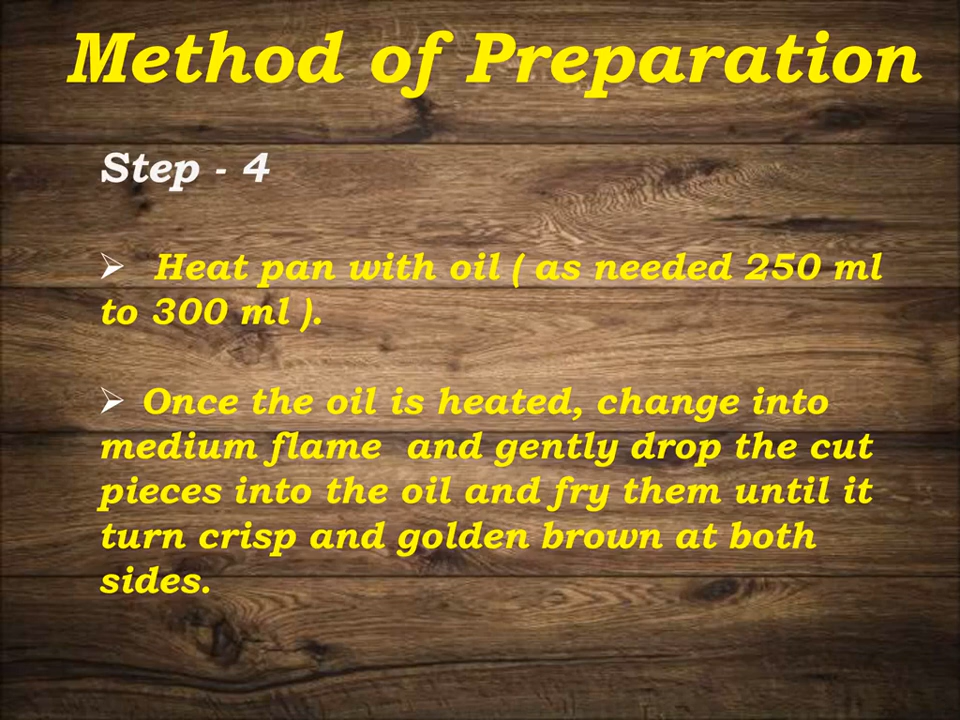 Method of Preparation
Step - 4
➢ Heat pan with oil ( as needed 250 ml
to 300 ml ).
➢ Once the oil is heated, change into
medium flame  and gently drop the cut
pieces into the oil and fry them until it
turn crisp and golden brown at both
sides.